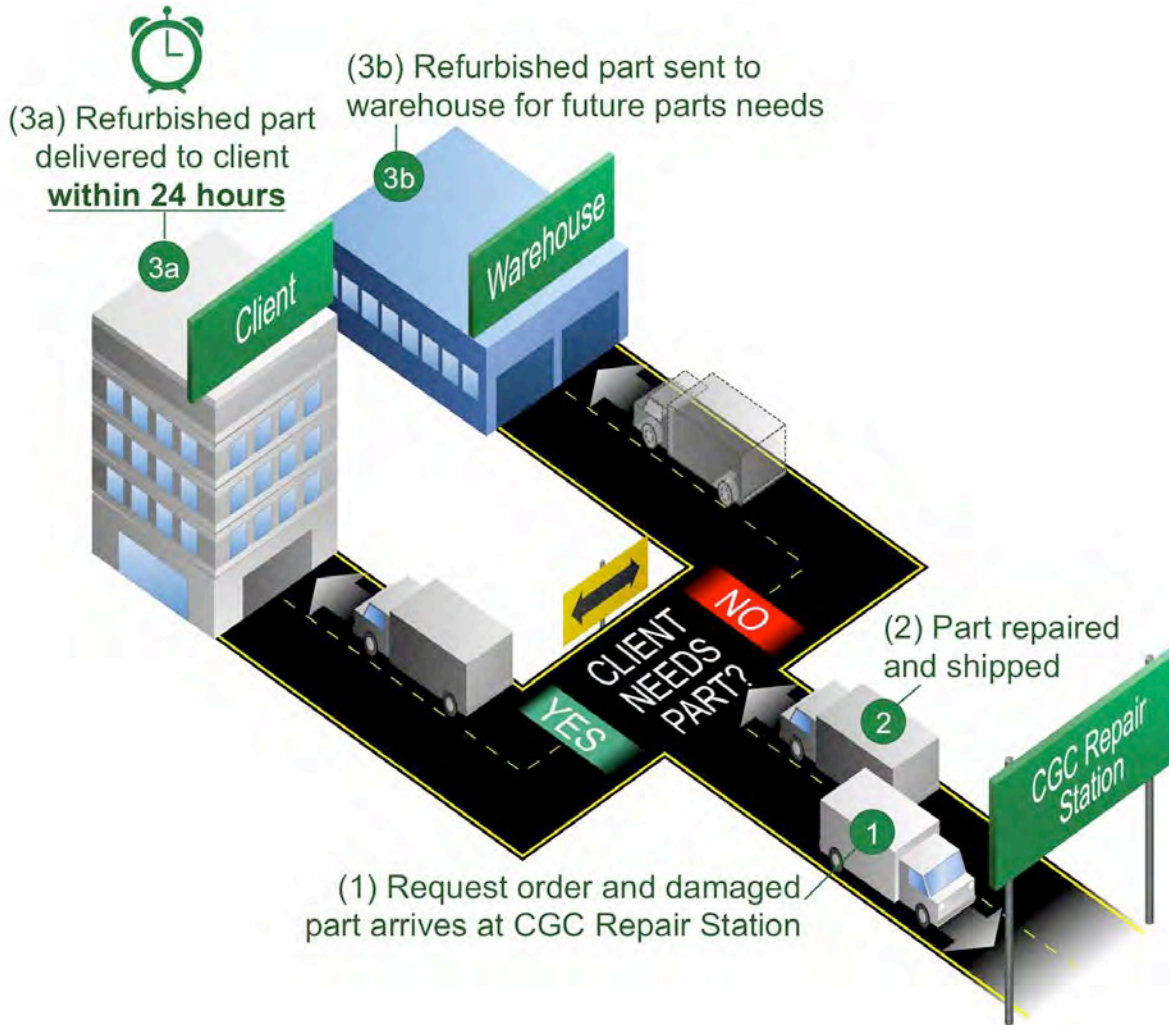 (3a) Refurbished part
delivered to client
within 24 hours
3a
(3b) Refurbished part sent to
warehouse for future parts needs
3b
Client
Warehouse
NO
CLIENT
NEEDS
PART?
YES
(2) Part repaired
and shipped
2
CGC Repair
Station
1
(1) Request order and damaged
part arrives at CGC Repair Station